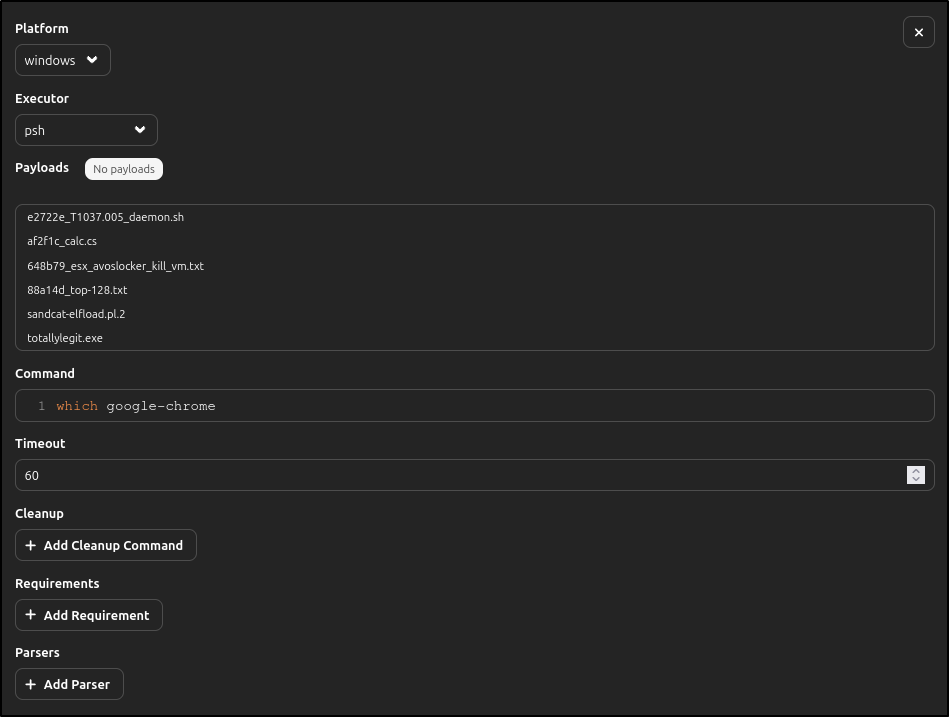 Platform
windows
Executor
psh
Payloads No payloads
e2722e_T1037.005_daemon.sh
af2f1c_calc.cs
648b79_esx_avoslocker_kill_vm.txt
88a14d_top-128.txt
sandcat-elfload.pl.2
totallylegit.exe
Command
1 which google-chrome
Timeout
60
Cleanup
+ Add Cleanup Command
Requirements
+ Add Requirement
Parsers
+ Add Parser